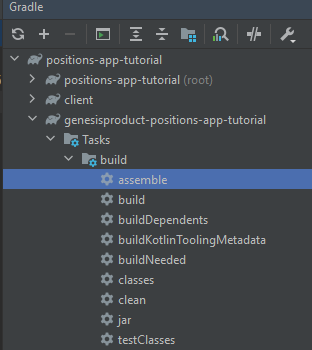 Gradle
positions-app-tutorial
positions-app-tutorial (root)
client
genesisproduct-positions-app-tutorial
Tasks
build
assemble
build
buildDependents
buildKotlinToolingMetadata
buildNeeded
classes
clean
jar
testClasses